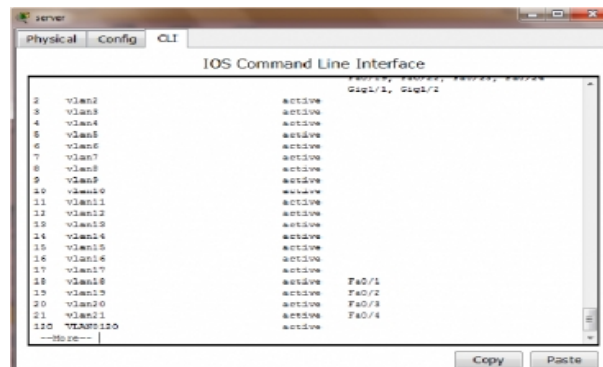 server
Physical Config CLI
IOS Command Line Interface
Gig1/1, Gig1/2
2 vlan2 active
3 vlan3 active
4 vlan4 active
5 vlan5 active
6 vlan6 active
7 vlan7 active
8 vlan8 active
9 vlan9 active
10 vlan10 active
11 vlan11 active
12 vlan12 active
13 vlan13 active
14 vlan14 active
15 vlan15 active
16 vlan16 active
17 vlan17 active
18 vlan18 active Fa0/1
19 vlan19 active Fa0/2
20 vlan20 active Fa0/3
21 vlan21 active Fa0/4
120 VLAN0120 active
--More--
Copy Paste